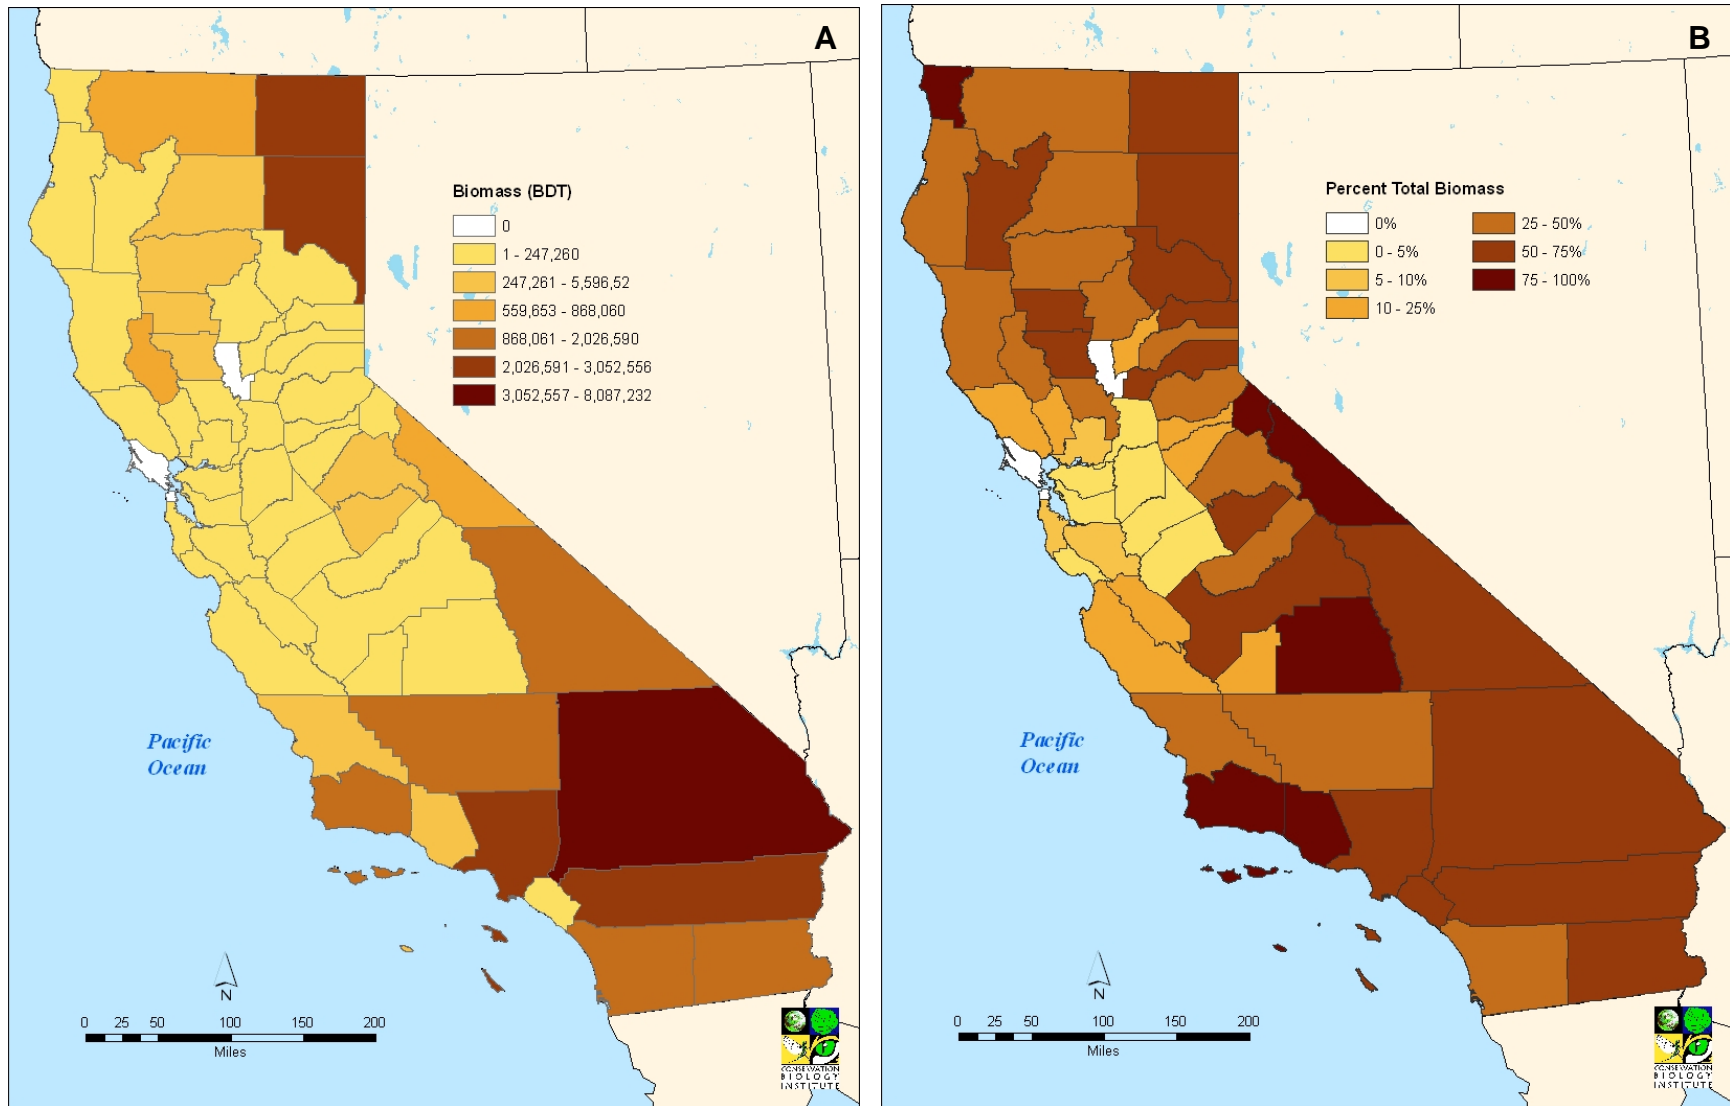 A
Biomass (BDT)
0
1 - 247,260
247,261 - 5,596,52
559,653 - 868,060
868,061 - 2,026,590
2,026,591 - 3,052,556
3,052,557 - 8,087,232
Pacific
Ocean
N
0 25 50 100 150 200
Miles
CONSERVATION
BIOLOGY
INSTITUTE
B
Percent Total Biomass
0%
0 - 5%
5 - 10%
10 - 25%
25 - 50%
50 - 75%
75 - 100%
Pacific
Ocean
N
0 25 50 100 150 200
Miles
CONSERVATION
BIOLOGY
INSTITUTE